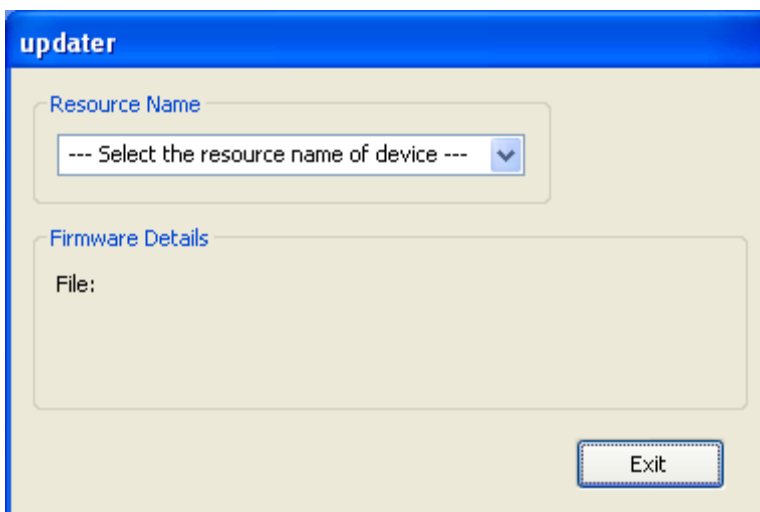 updater
Resource Name
--- Select the resource name of device ---
Firmware Details
File:
Exit